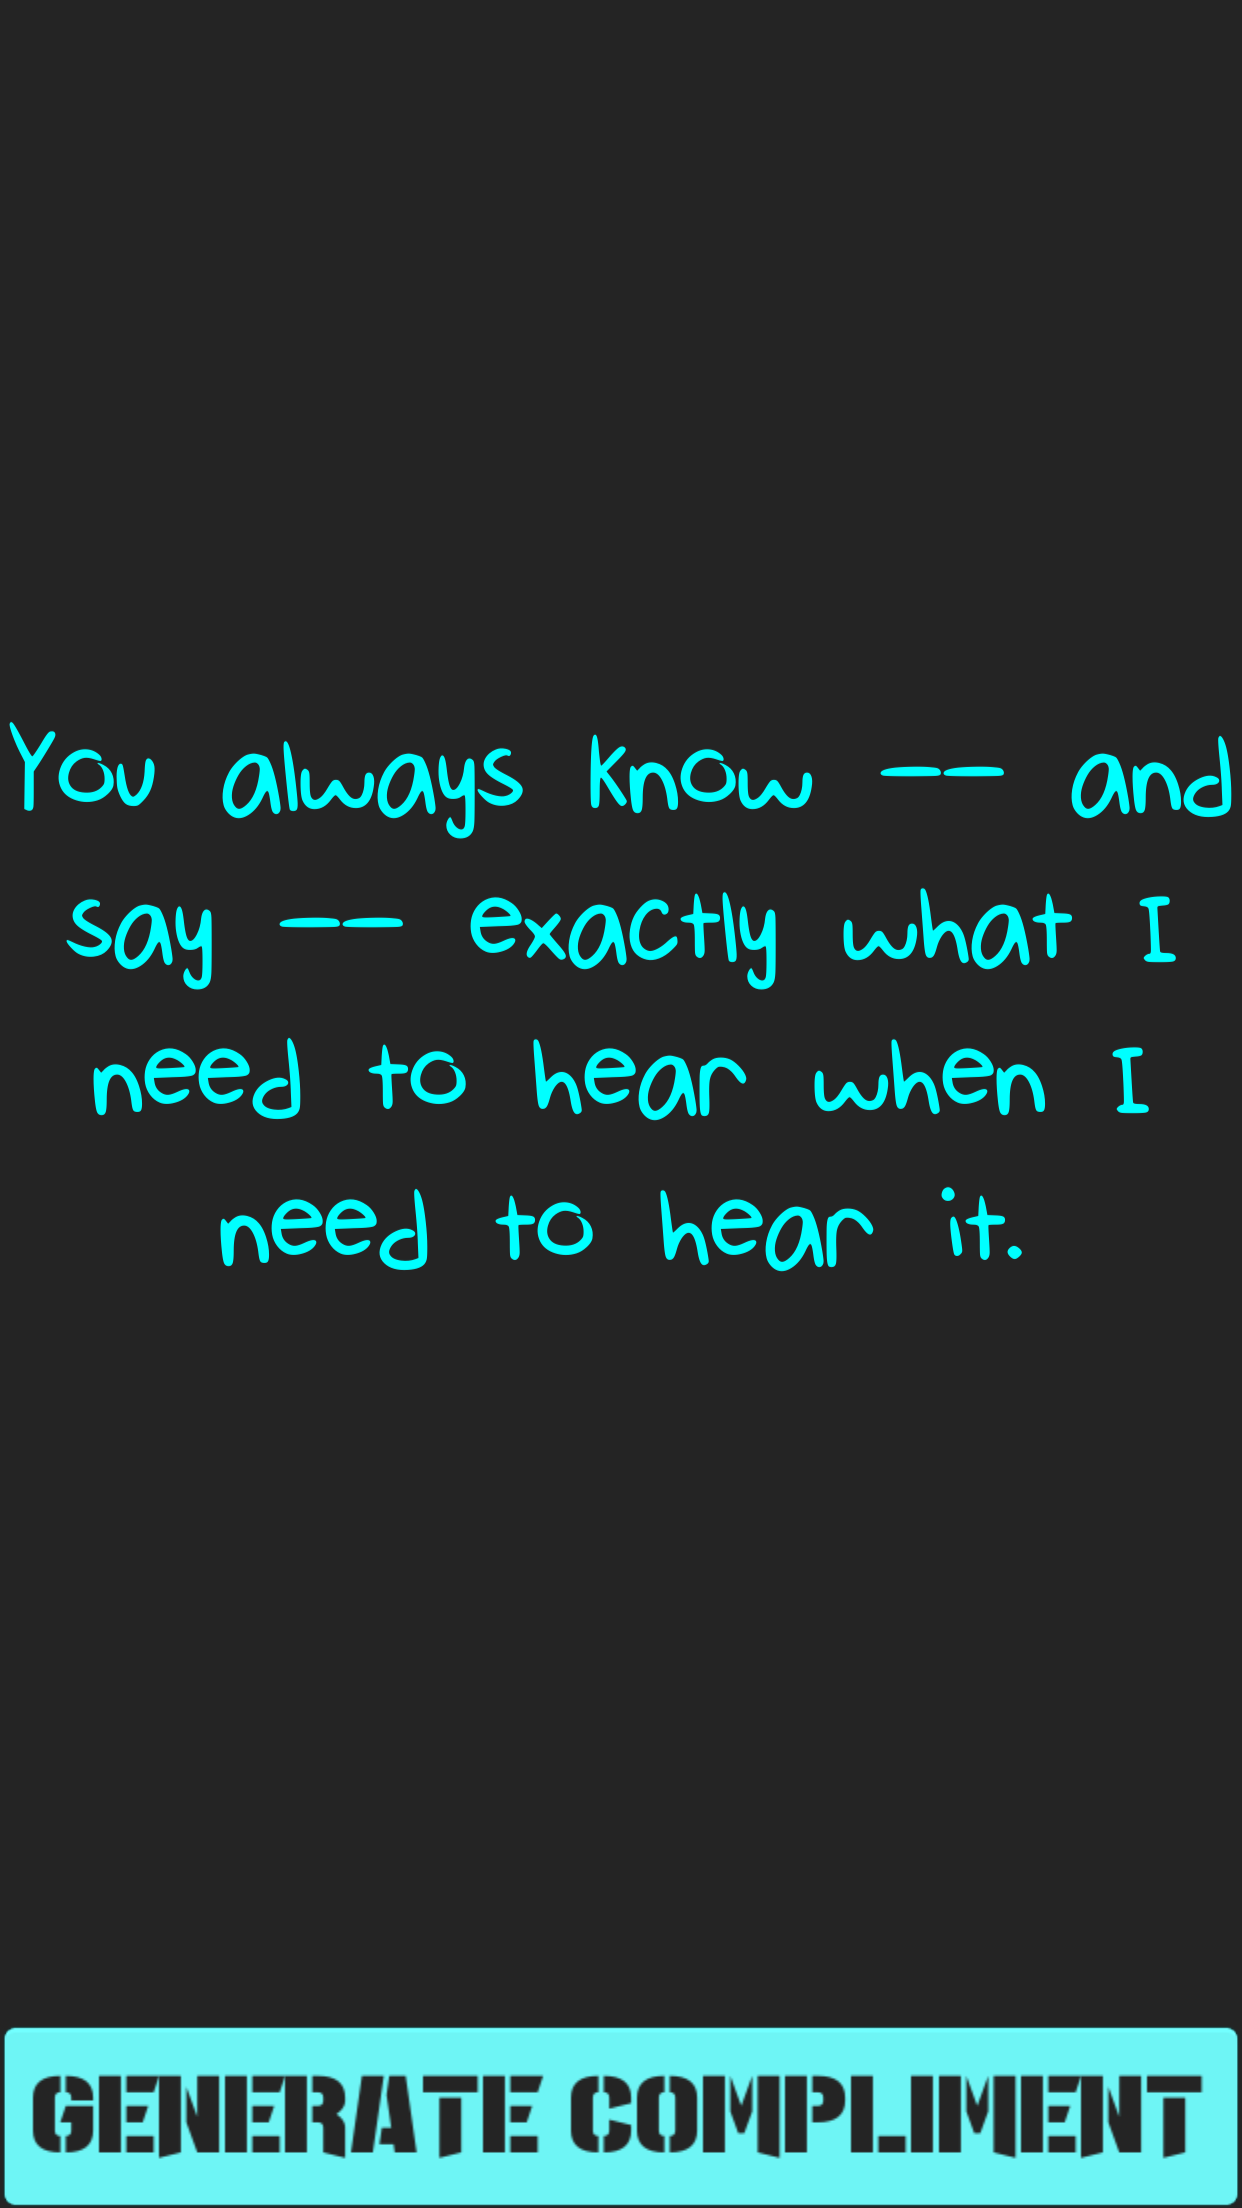 You always know -- and
say -- exactly what I
need to hear when I
need to hear it.
GENERATE COMPLIMENT